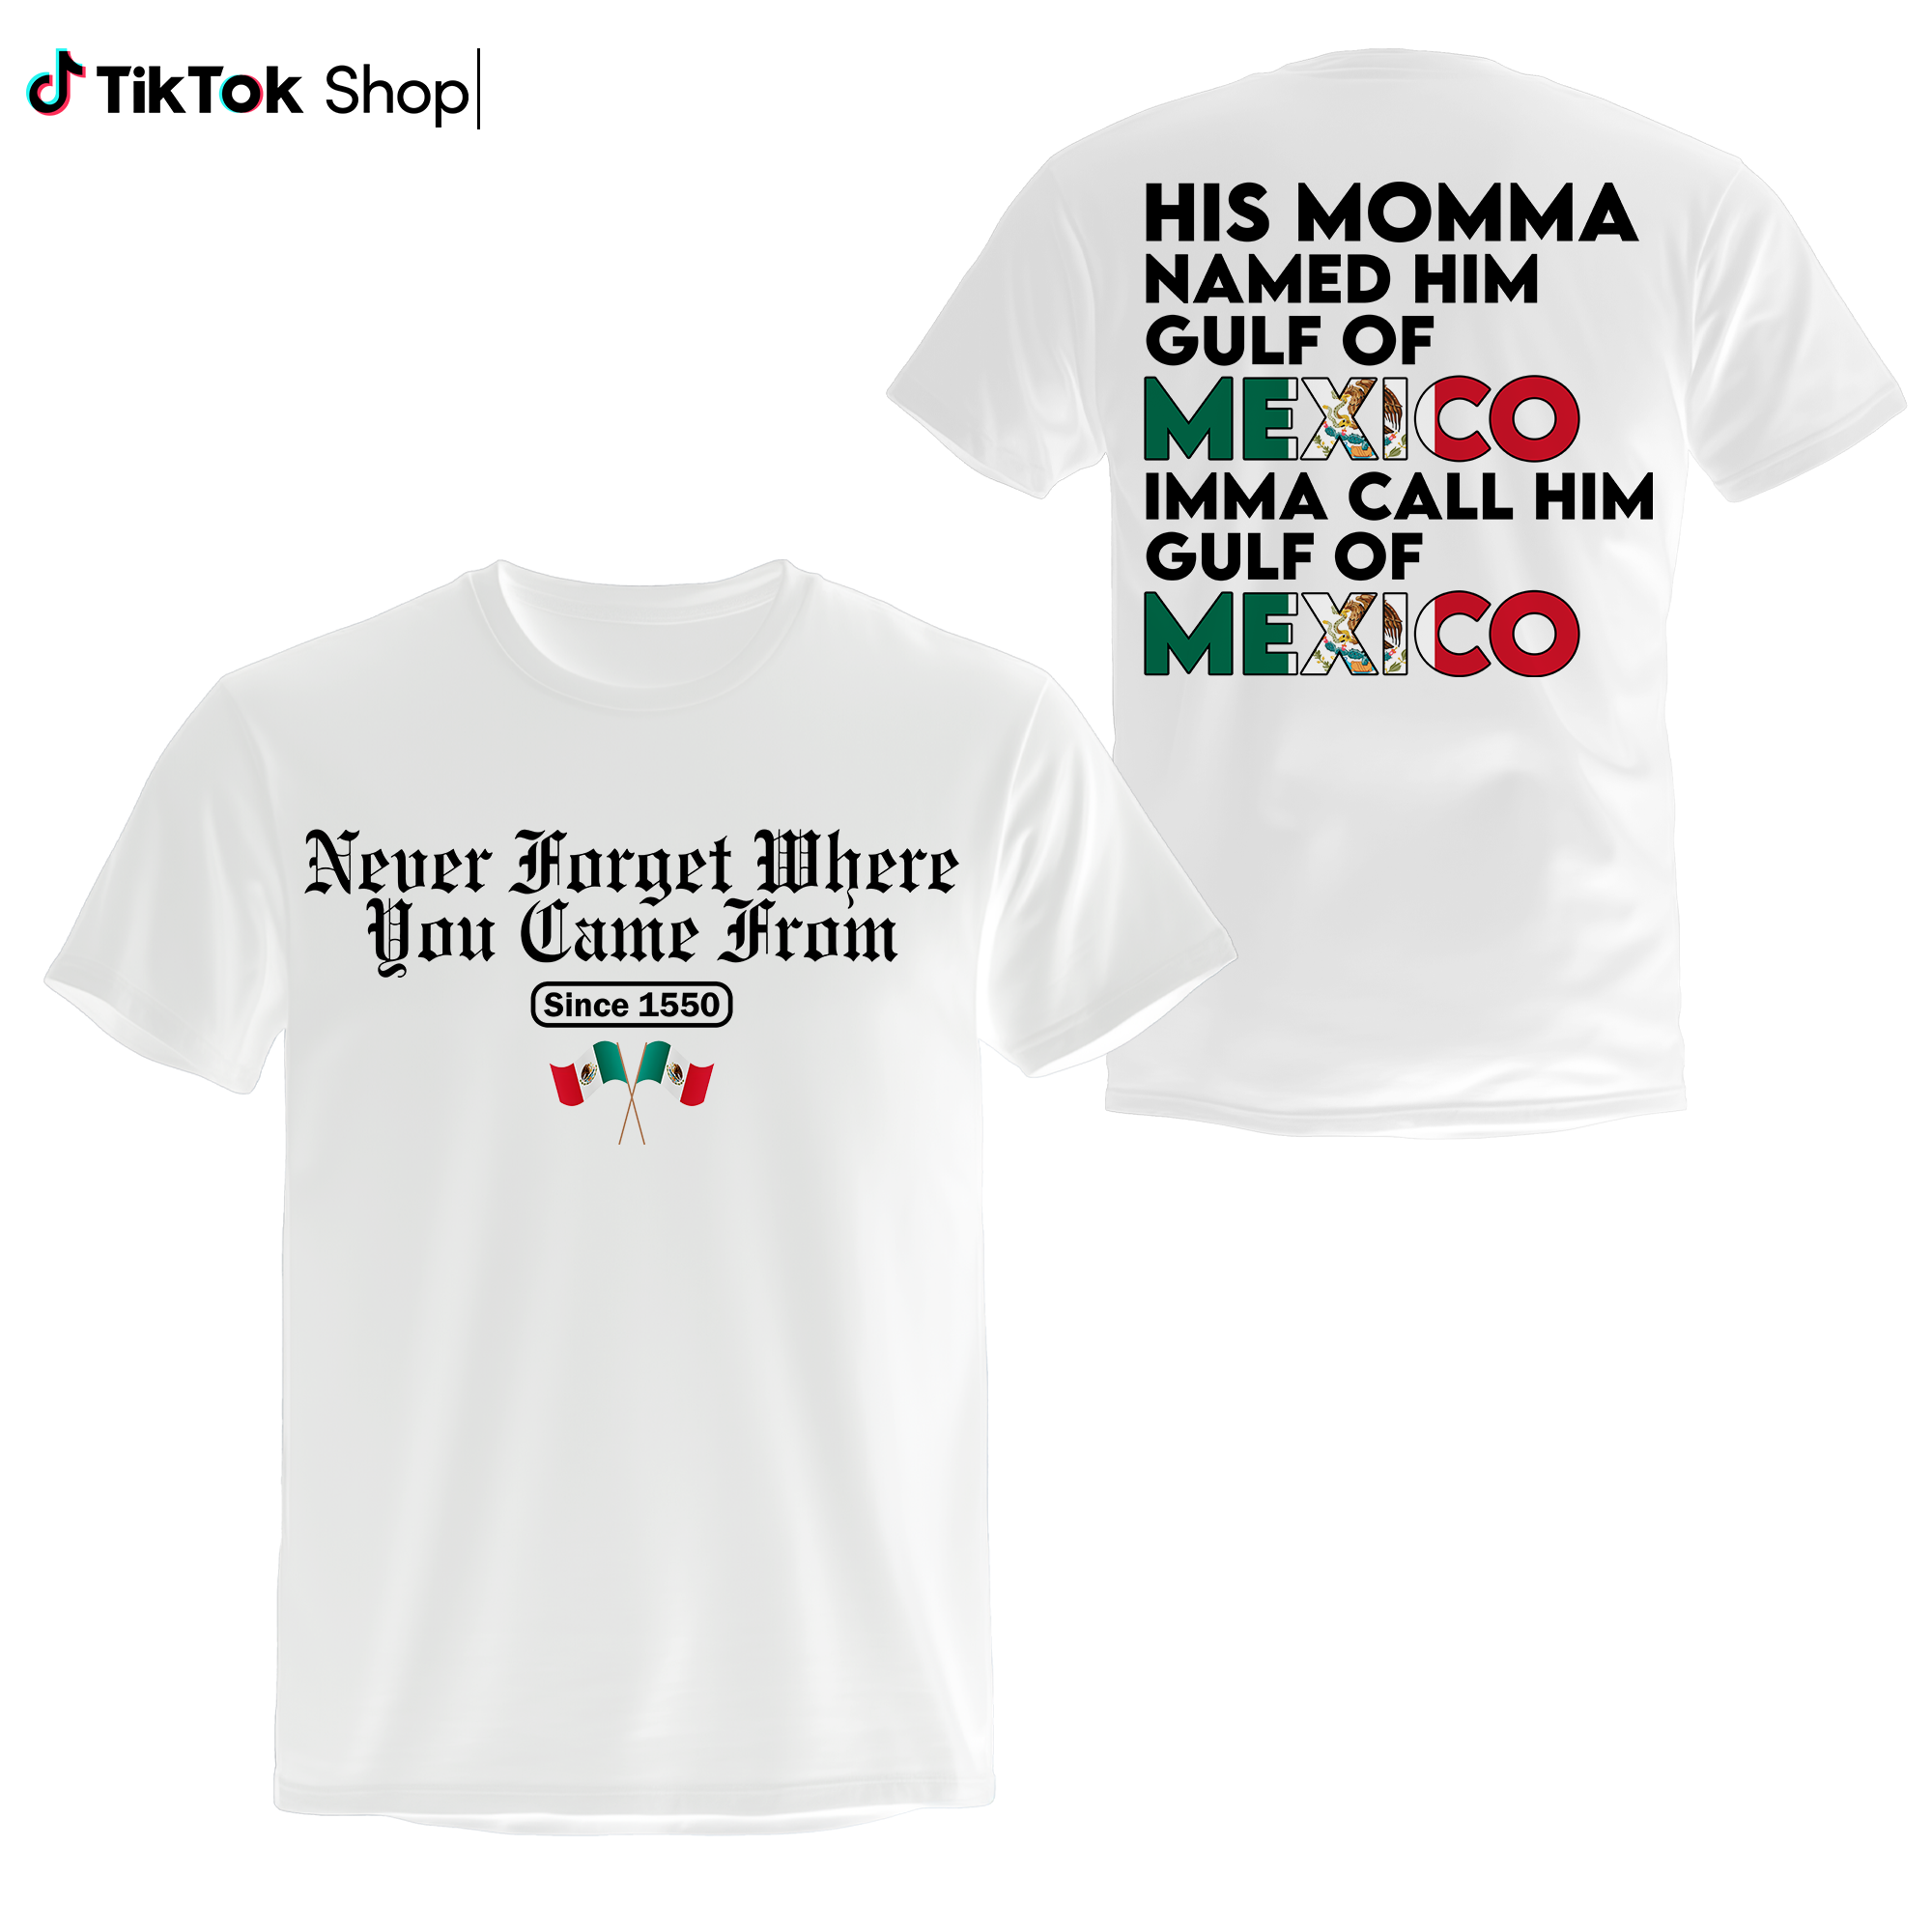 TikTok Shop
HIS MOMMA
NAMED HIM
GULF OF
MEXICO
IMMA CALL HIM
GULF OF
MEXICO
Never Forget Where
You Came From
Since 1550